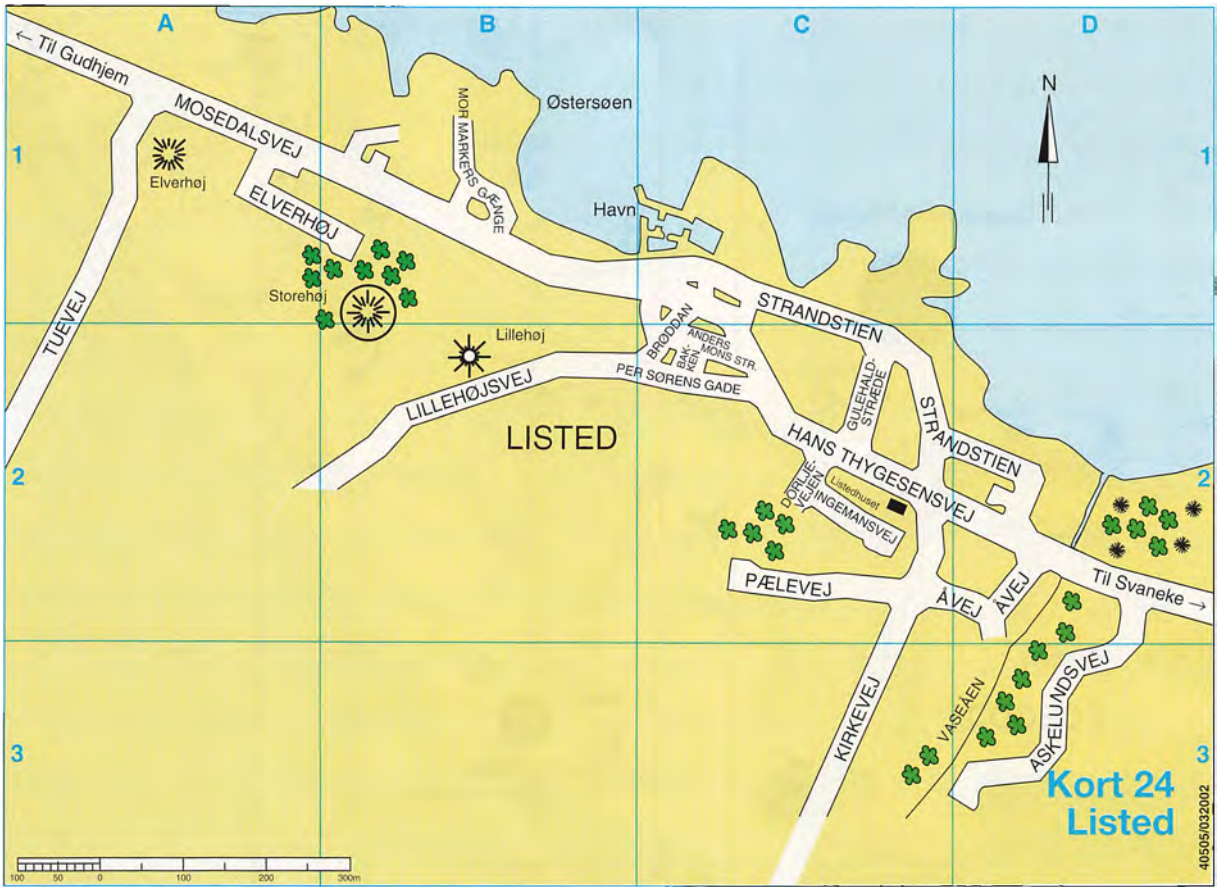 A
B
C
D
← Til Gudhjem
MOSEDALSVEJ
MOR MARKERS GÆNGE
Østersøen
N
1
1
Elverhøj
ELVERHØJ
Havn
TUEVEJ
Storehøj
Lillehøj
STRANDSTIEN
BRØDDAN
ANDERS
MONS STR.
BAK-
KEN
PER SØRENS GADE
LILLEHØJSVEJ
LISTED
GULEHALD-
STRÆDE
STRANDSTIEN
HANS THYGESENSVEJ
2
2
DORLJE-
VEJEN
Listedhuset
INGEMANSVEJ
PÆLEVEJ
ÅVEJ
ÅVEJ
Til Svaneke →
KIRKEVEJ
VASEÅEN
ASKELUNDSVEJ
3
3
Kort 24
Listed
40505/032002
100 50 0 100 200 300m